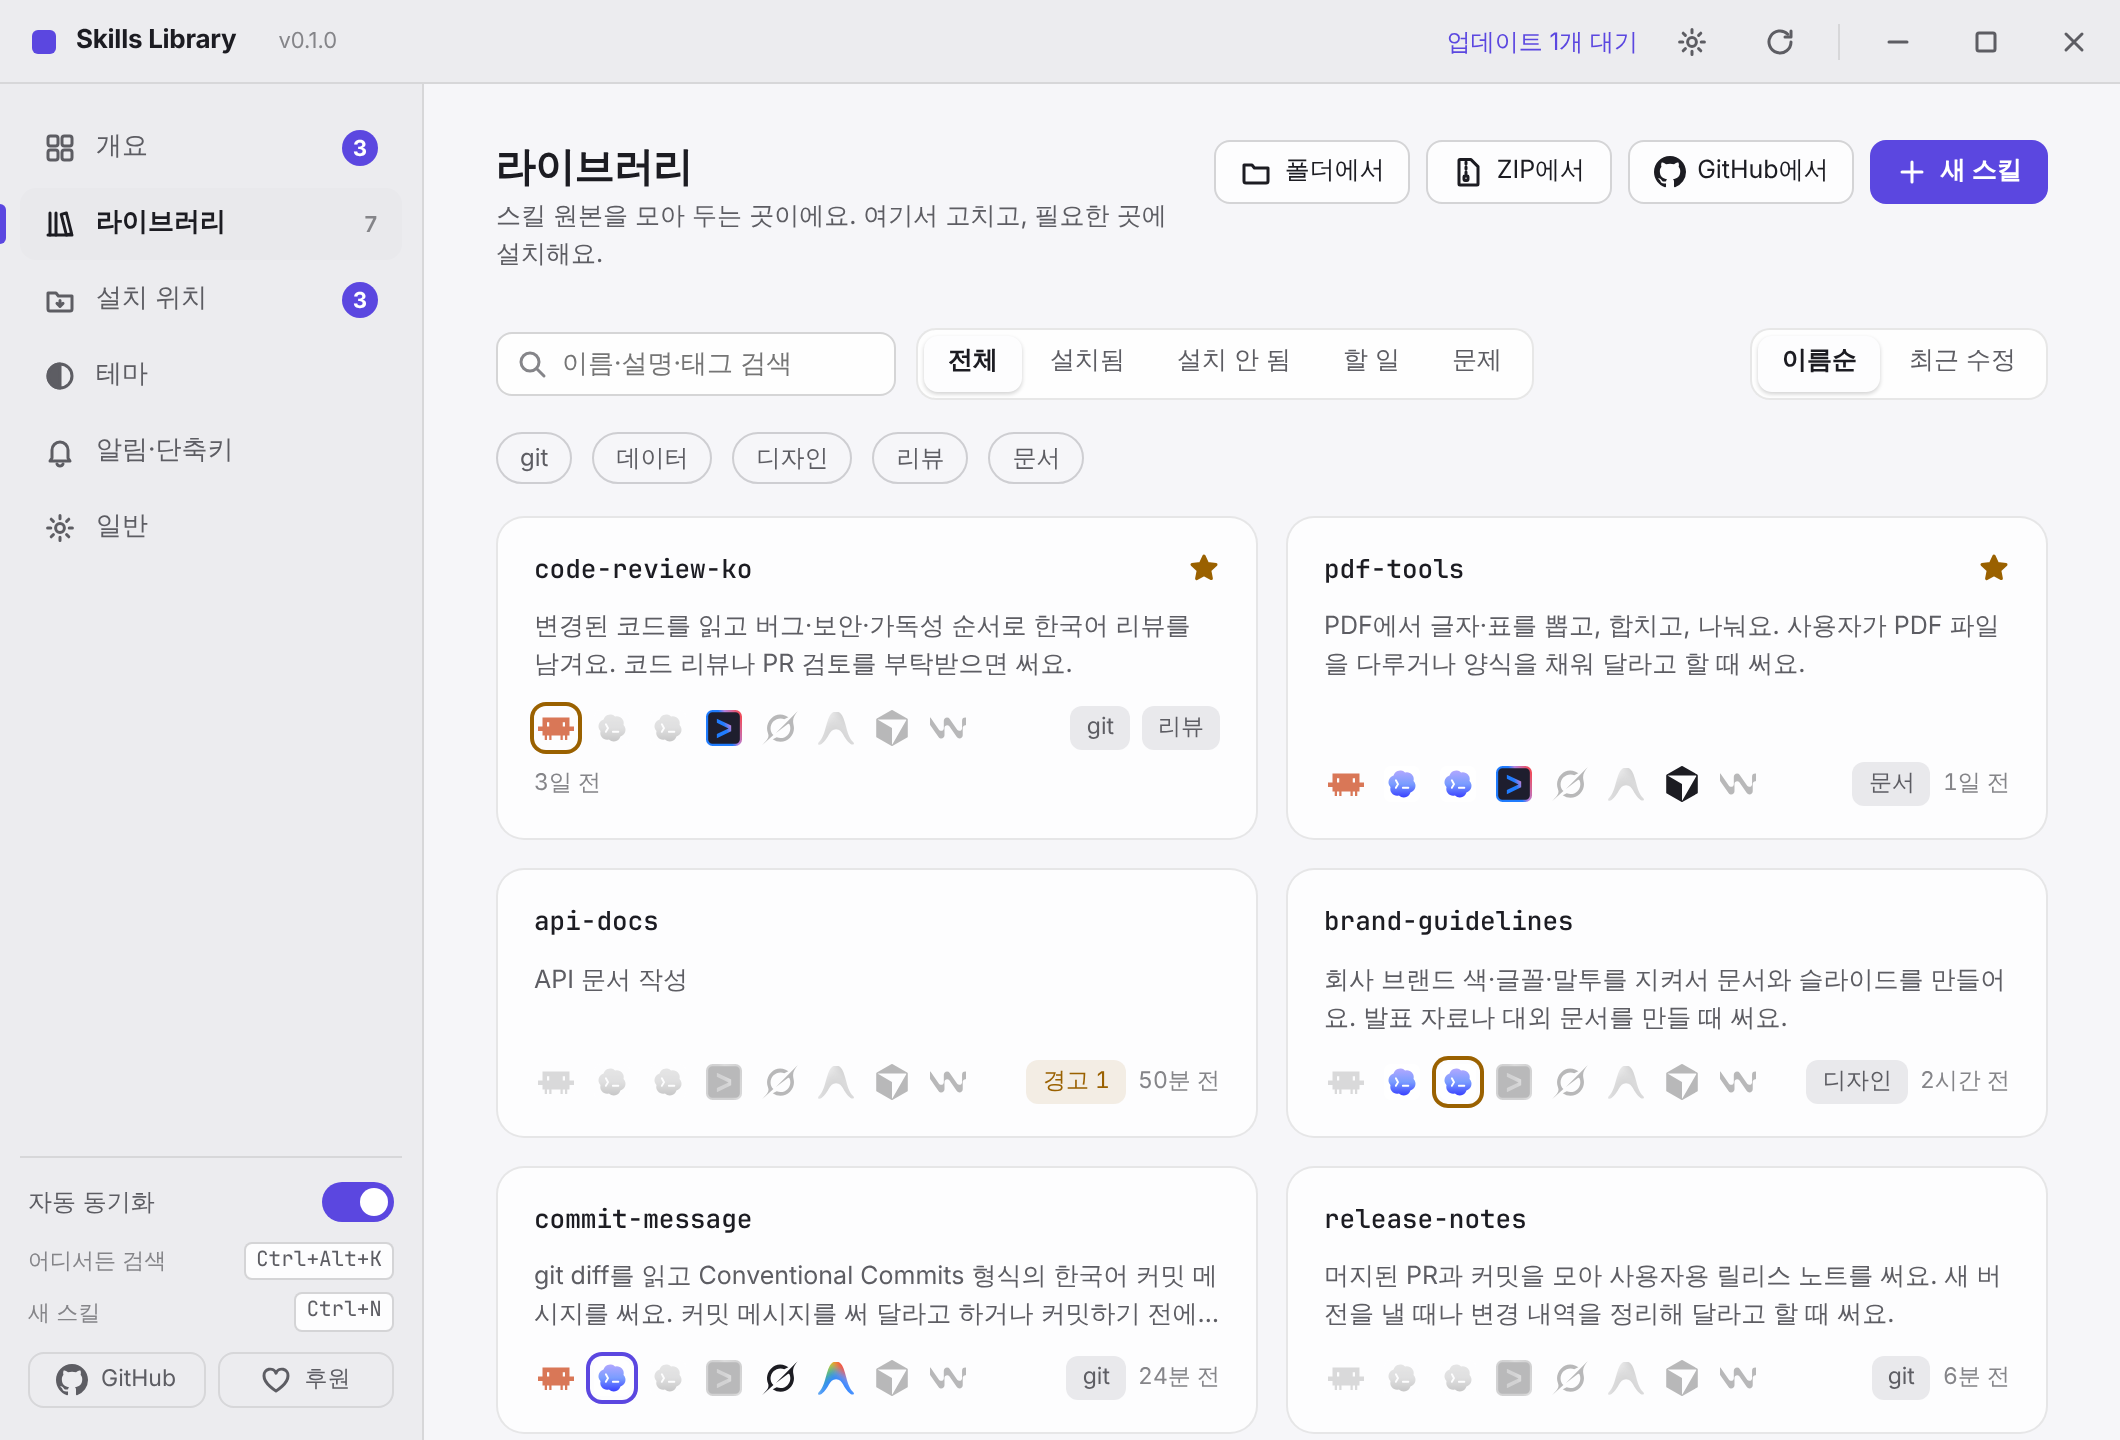 Skills Library v0.1.0
업데이트 1개 대기
개요 3
라이브러리 7
설치 위치 3
테마
알림·단축키
일반
자동 동기화
어디서든 검색 Ctrl+Alt+K
새 스킬 Ctrl+N
GitHub 후원
라이브러리
스킬 원본을 모아 두는 곳이에요. 여기서 고치고, 필요한 곳에
설치해요.
폴더에서 ZIP에서 GitHub에서 새 스킬
이름·설명·태그 검색
전체 설치됨 설치 안 됨 할 일 문제
이름순 최근 수정
git 데이터 디자인 리뷰 문서
code-review-ko
변경된 코드를 읽고 버그·보안·가독성 순서로 한국어 리뷰를
남겨요. 코드 리뷰나 PR 검토를 부탁받으면 써요.
git 리뷰
3일 전
pdf-tools
PDF에서 글자·표를 뽑고, 합치고, 나눠요. 사용자가 PDF 파일
을 다루거나 양식을 채워 달라고 할 때 써요.
문서 1일 전
api-docs
API 문서 작성
경고 1 50분 전
brand-guidelines
회사 브랜드 색·글꼴·말투를 지켜서 문서와 슬라이드를 만들어
요. 발표 자료나 대외 문서를 만들 때 써요.
디자인 2시간 전
commit-message
git diff를 읽고 Conventional Commits 형식의 한국어 커밋 메
시지를 써요. 커밋 메시지를 써 달라고 하거나 커밋하기 전에...
git 24분 전
release-notes
머지된 PR과 커밋을 모아 사용자용 릴리스 노트를 써요. 새 버
전을 낼 때나 변경 내역을 정리해 달라고 할 때 써요.
git 6분 전